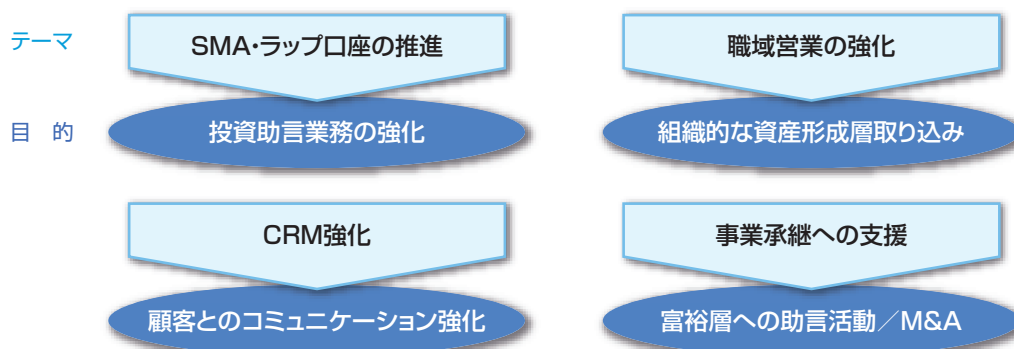 テーマ
SMA・ラップ口座の推進
職域営業の強化
目 的
投資助言業務の強化
組織的な資産形成層取り込み
CRM強化
事業承継への支援
顧客とのコミュニケーション強化
富裕層への助言活動／M&A